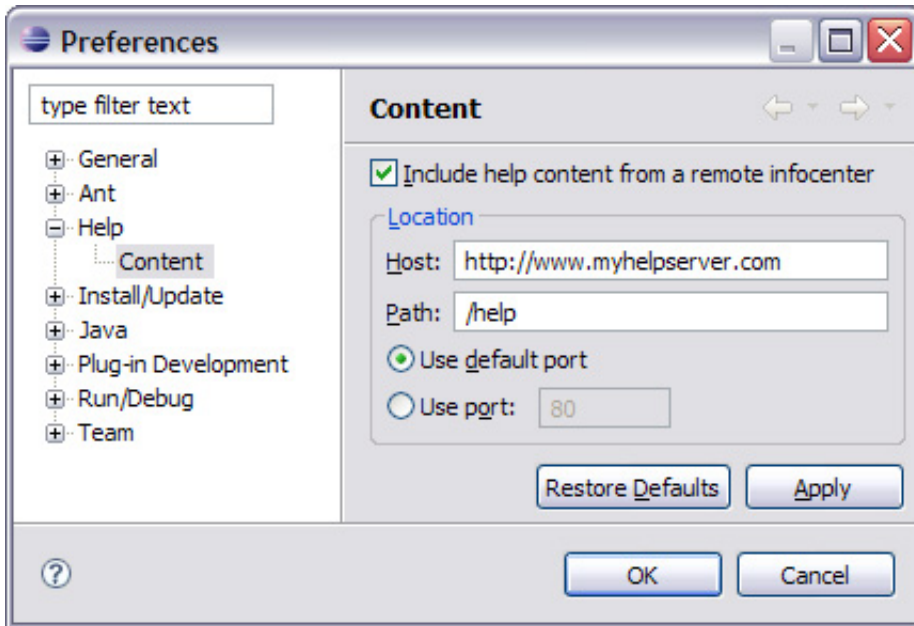 Preferences
type filter text
General
Ant
Help
Content
Install/Update
Java
Plug-in Development
Run/Debug
Team
Content
Include help content from a remote infocenter
Location
Host: http://www.myhelpserver.com
Path: /help
Use default port
Use port: 80
Restore Defaults Apply
? OK Cancel